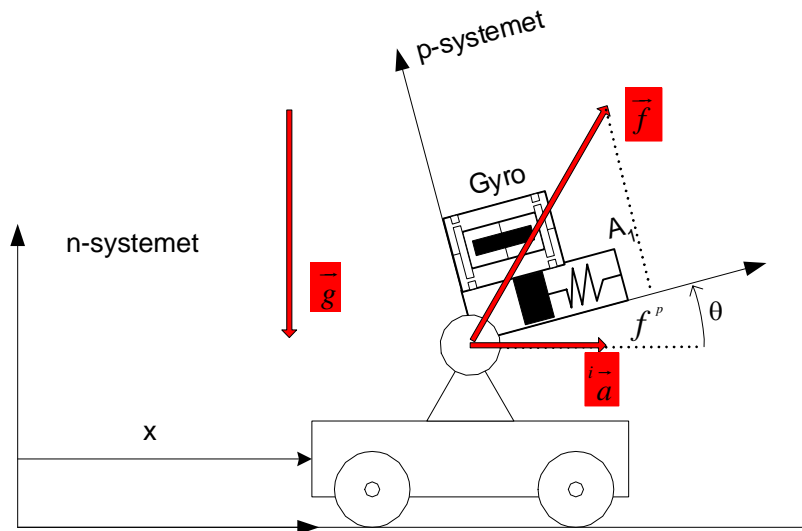 p-systemet
f
Gyro
n-systemet
A1
g
f p
θ
i a
x